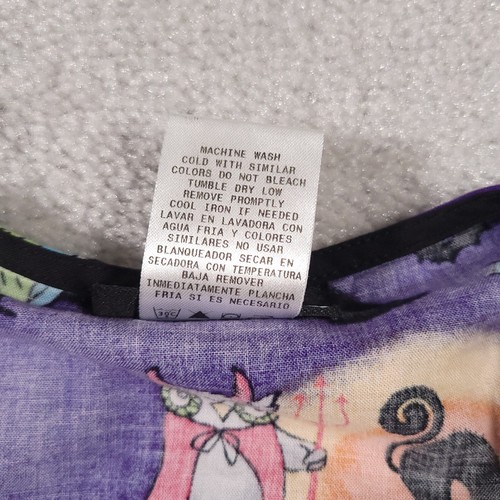 MACHINE WASH
COLD WITH SIMILAR
COLORS DO NOT BLEACH
TUMBLE DRY LOW
REMOVE PROMPTLY
COOL IRON IF NEEDED
LAVAR EN LAVADORA CON
AGUA FRIA Y COLORES
SIMILARES NO USAR
BLANQUEADOR SECAR EN
SECADORA CON TEMPERATURA
BAJA REMOVER
INMEDIATAMENTE PLANCHA
FRIA SI ES NECESARIO
30C